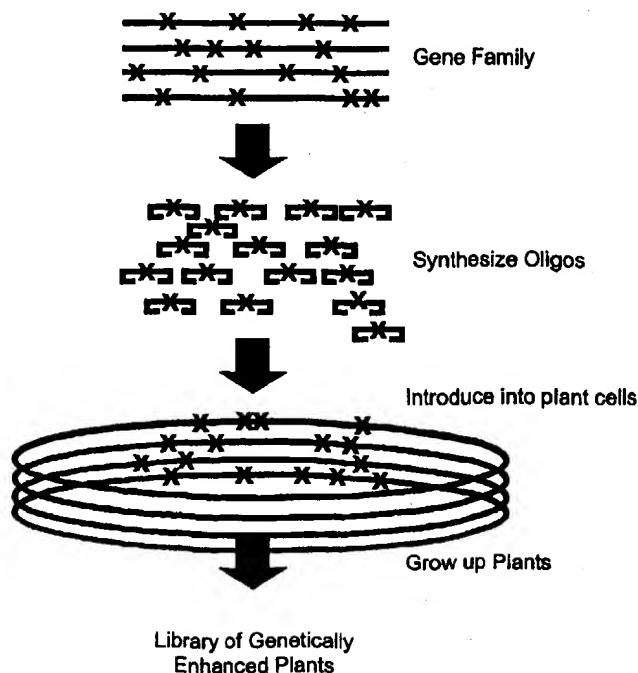 Gene Family
Synthesize Oligos
Introduce into plant cells
Grow up Plants
Library of Genetically
Enhanced Plants